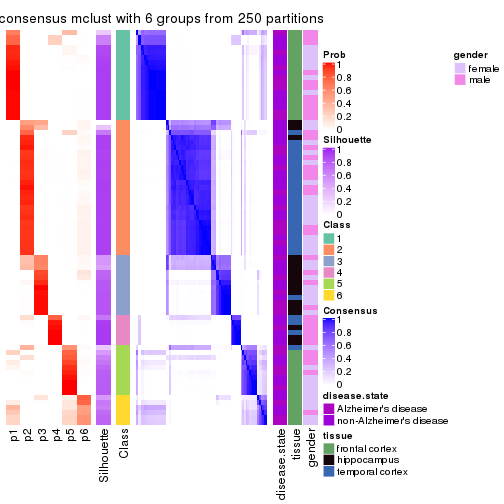 consensus mclust with 6 groups from 250 partitions
Prob
1
0.8
0.6
0.4
0.2
0
gender
female
male
Silhouette
1
0.8
0.6
0.4
0.2
0
Class
1
2
3
4
5
6
Consensus
1
0.8
0.6
0.4
0.2
0
disease.state
Alzheimer's disease
non-Alzheimer's disease
tissue
frontal cortex
hippocampus
temporal cortex
p1
p2
p3
p4
p5
p6
Silhouette
Class
disease.state
tissue
gender